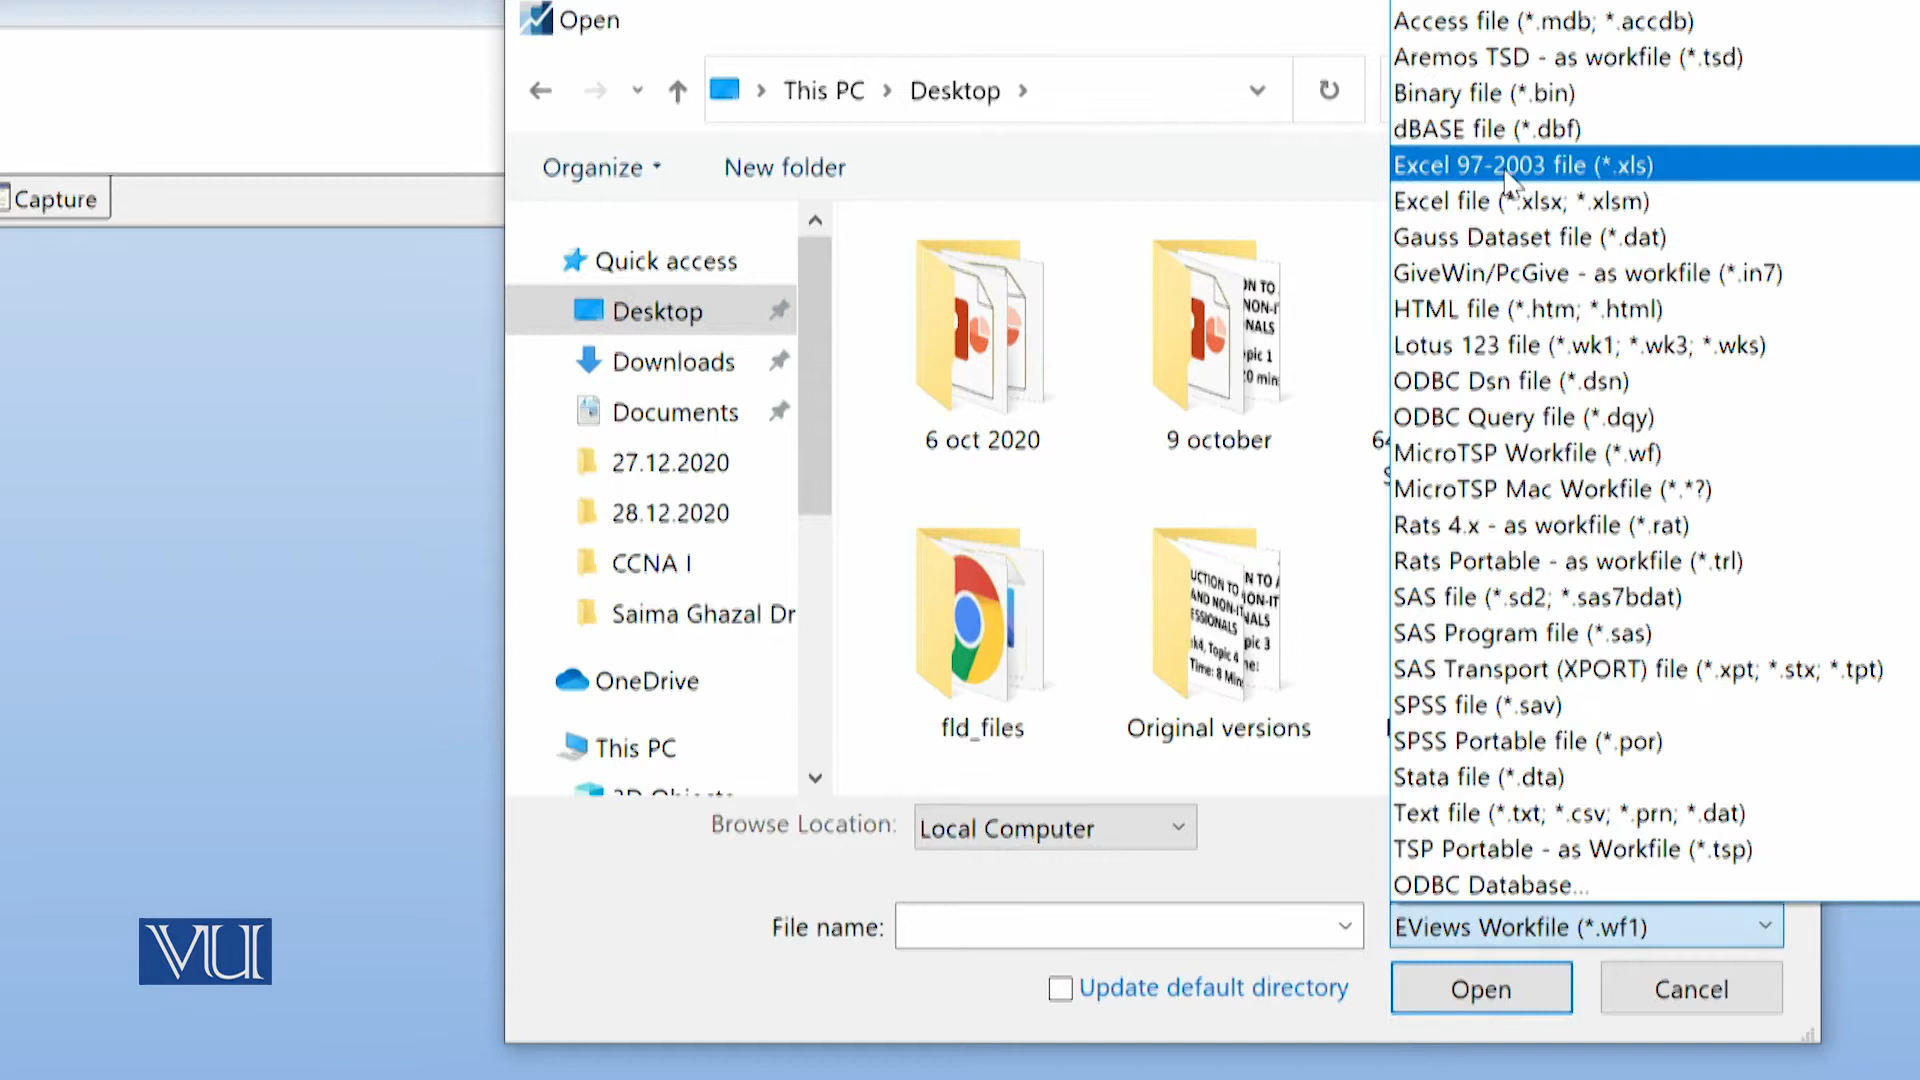 Open
This PC
Desktop
Organize
New folder
Capture
Quick access
Desktop
Downloads
Documents
27.12.2020
28.12.2020
CCNA I
Saima Ghazal Dr
OneDrive
This PC
6 oct 2020
9 october
fld_files
Original versions
Access file (*.mdb; *.accdb)
Aremos TSD - as workfile (*.tsd)
Binary file (*.bin)
dBASE file (*.dbf)
Excel 97-2003 file (*.xls)
Excel file (*.xlsx; *.xlsm)
Gauss Dataset file (*.dat)
GiveWin/PcGive - as workfile (*.in7)
HTML file (*.htm; *.html)
Lotus 123 file (*.wk1; *.wk3; *.wks)
ODBC Dsn file (*.dsn)
ODBC Query file (*.dqy)
MicroTSP Workfile (*.wf)
MicroTSP Mac Workfile (*.*?)
Rats 4.x - as workfile (*.rat)
Rats Portable - as workfile (*.trl)
SAS file (*.sd2; *.sas7bdat)
SAS Program file (*.sas)
SAS Transport (XPORT) file (*.xpt; *.stx; *.tpt)
SPSS file (*.sav)
SPSS Portable file (*.por)
Stata file (*.dta)
Text file (*.txt; *.csv; *.prn; *.dat)
TSP Portable - as Workfile (*.tsp)
ODBC Database...
Browse Location:
Local Computer
File name:
EViews Workfile (*.wf1)
Update default directory
Open
Cancel
VU